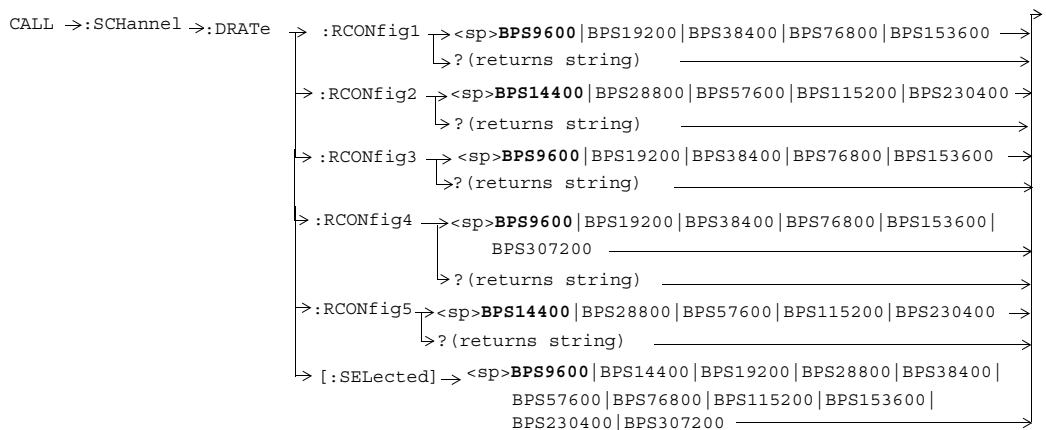 CALL :SCHannel :DRATe :RCONfig1 <sp>BPS9600|BPS19200|BPS38400|BPS76800|BPS153600
?(returns string)
:RCONfig2 <sp>BPS14400|BPS28800|BPS57600|BPS115200|BPS230400
?(returns string)
:RCONfig3 <sp>BPS9600|BPS19200|BPS38400|BPS76800|BPS153600
?(returns string)
:RCONfig4 <sp>BPS9600|BPS19200|BPS38400|BPS76800|BPS153600|
BPS307200
?(returns string)
:RCONfig5 <sp>BPS14400|BPS28800|BPS57600|BPS115200|BPS230400
?(returns string)
[:SELected] <sp>BPS9600|BPS14400|BPS19200|BPS28800|BPS38400|
BPS57600|BPS76800|BPS115200|BPS153600|
BPS230400|BPS307200